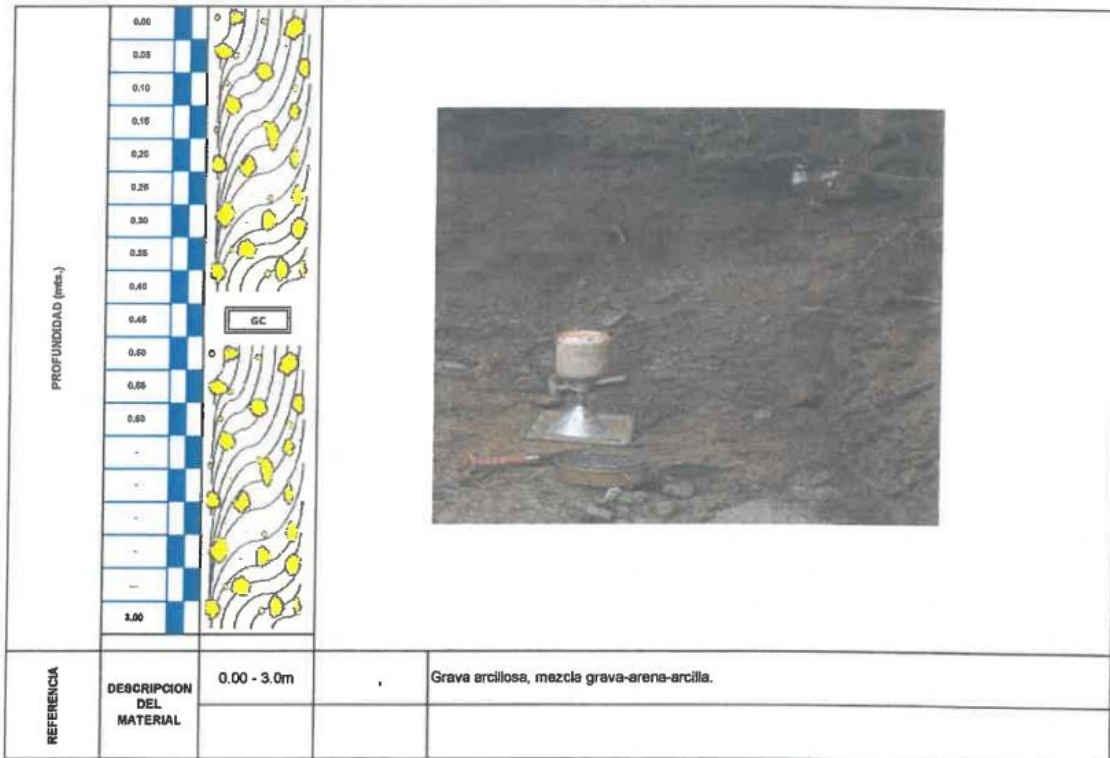 PROFUNDIDAD (mts.)
0.00
0.05
0.10
0.15
0.20
0.25
0.30
0.35
0.40
0.45
GC
0.50
0.55
0.60
-
-
-
-
---
3.00
REFERENCIA
DESCRIPCION
DEL
MATERIAL
0.00 - 3.0m
,
Grava arcillosa, mezcla grava-arena-arcilla.